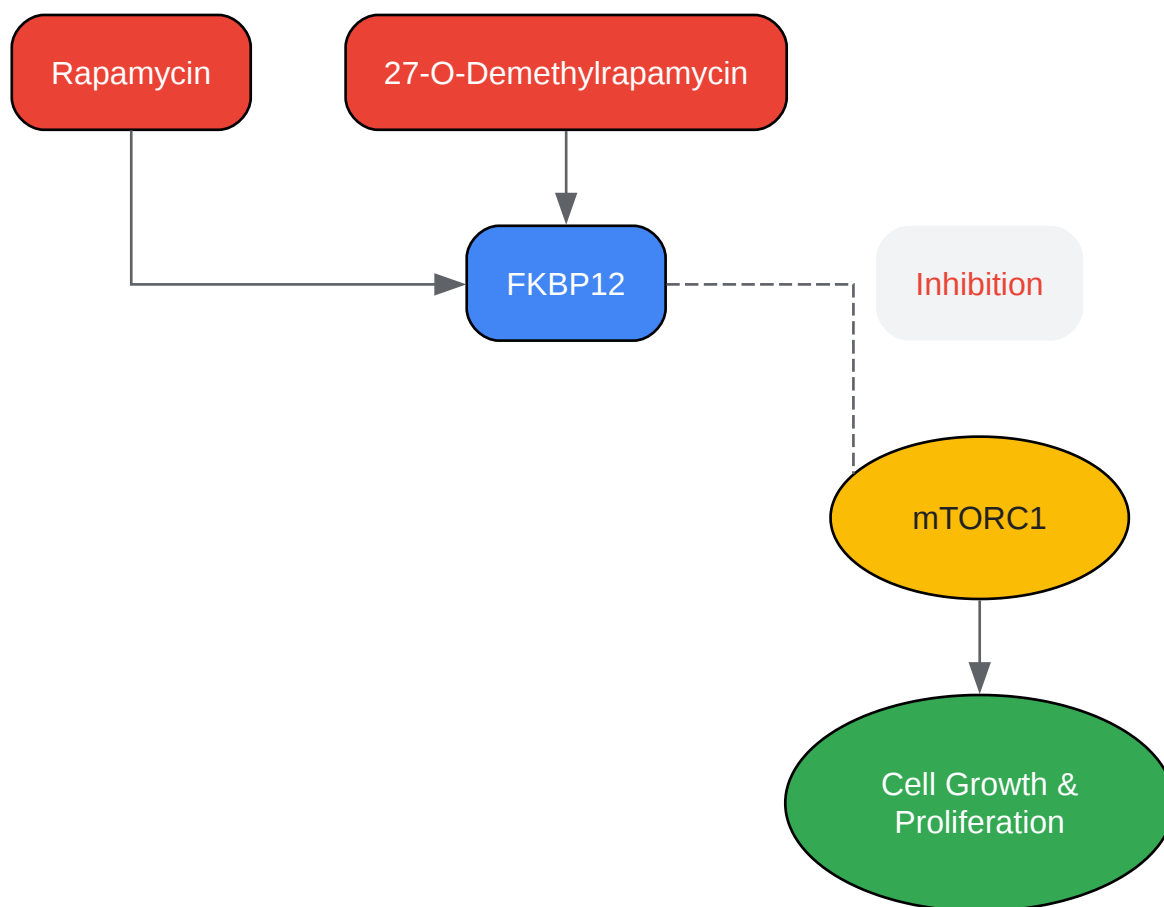 Rapamycin
27-O-Demethylrapamycin
FKBP12
Inhibition
mTORC1
Cell Growth &
Proliferation